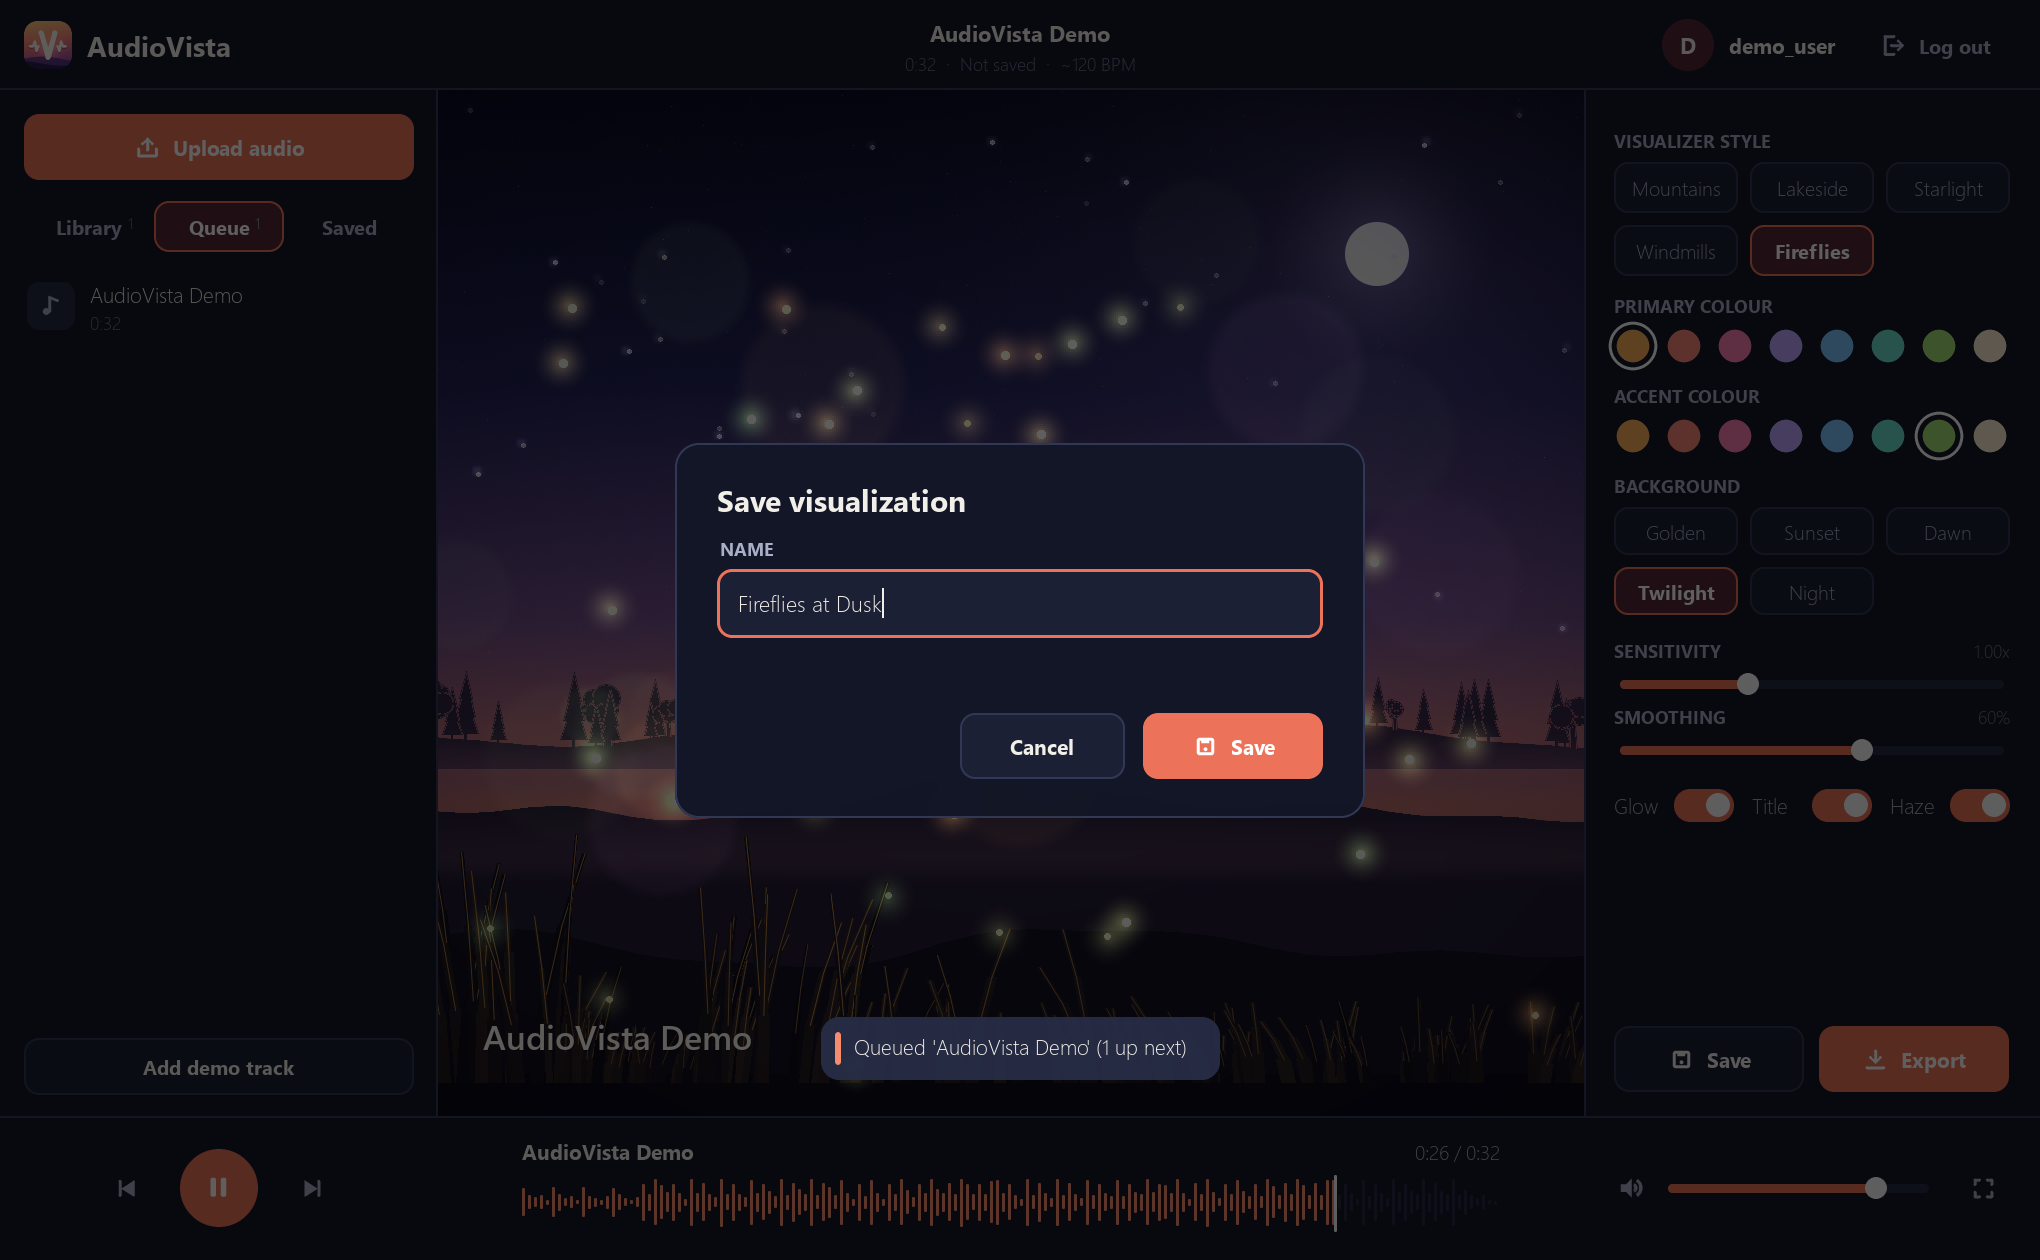 AudioVista
AudioVista Demo
0:32 · Not saved · ~120 BPM
D demo_user Log out
Upload audio
Library 1 Queue 1 Saved
AudioVista Demo
0:32
Add demo track
VISUALIZER STYLE
Mountains Lakeside Starlight
Windmills Fireflies
PRIMARY COLOUR
ACCENT COLOUR
BACKGROUND
Golden Sunset Dawn
Twilight Night
SENSITIVITY 1.00x
SMOOTHING 60%
Glow Title Haze
Save Export
Save visualization
NAME
Fireflies at Dusk
Cancel Save
AudioVista Demo
Queued 'AudioVista Demo' (1 up next)
AudioVista Demo 0:26 / 0:32